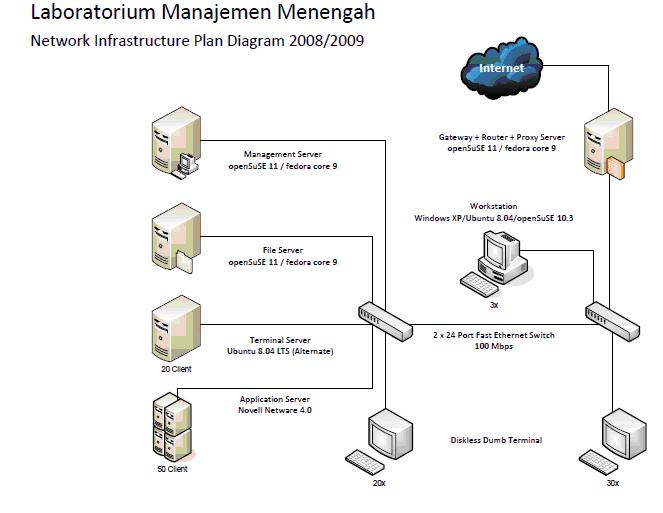 Laboratorium Manajemen Menengah
Network Infrastructure Plan Diagram 2008/2009
Internet
Gateway + Router + Proxy Server
openSuSE 11 / fedora core 9
Management Server
openSuSE 11 / fedora core 9
Workstation
Windows XP/Ubuntu 8.04/openSuSE 10.3
3x
File Server
openSuSE 11 / fedora core 9
2 x 24 Port Fast Ethernet Switch
100 Mbps
Terminal Server
Ubuntu 8.04 LTS (Alternate)
20 Client
Application Server
Novell Netware 4.0
50 Client
Diskless Dumb Terminal
20x
30x